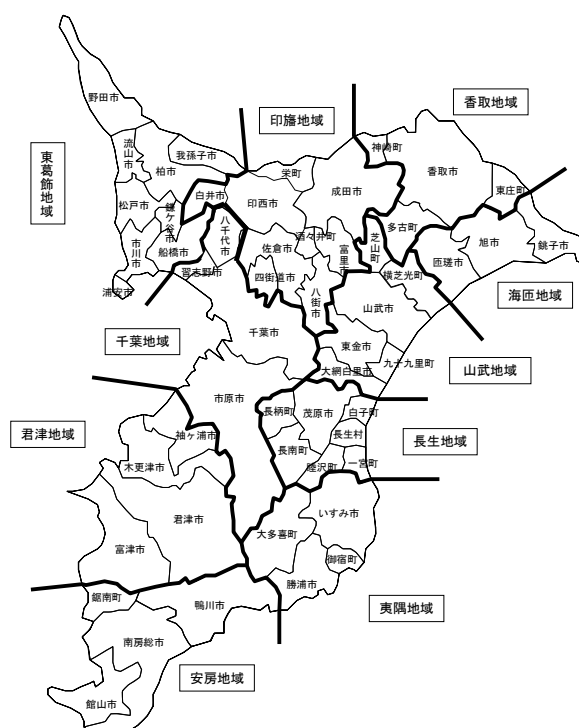 香取地域
印旛地域
東葛飾地域
野田市
流山市
柏市
我孫子市
松戸市
鎌ケ谷市
市川市
船橋市
浦安市
白井市
印西市
栄町
成田市
神崎町
香取市
東庄町
多古町
八千代市
習志野市
佐倉市
酒々井町
四街道市
八街市
富里市
芝山町
横芝光町
旭市
匝瑳市
銚子市
海匝地域
千葉地域
千葉市
山武市
東金市
九十九里町
大網白里市
山武地域
市原市
長柄町
茂原市
白子町
長生村
長南町
睦沢町
一宮町
長生地域
君津地域
袖ヶ浦市
木更津市
君津市
富津市
大多喜町
いすみ市
御宿町
勝浦市
夷隅地域
鋸南町
鴨川市
南房総市
館山市
安房地域